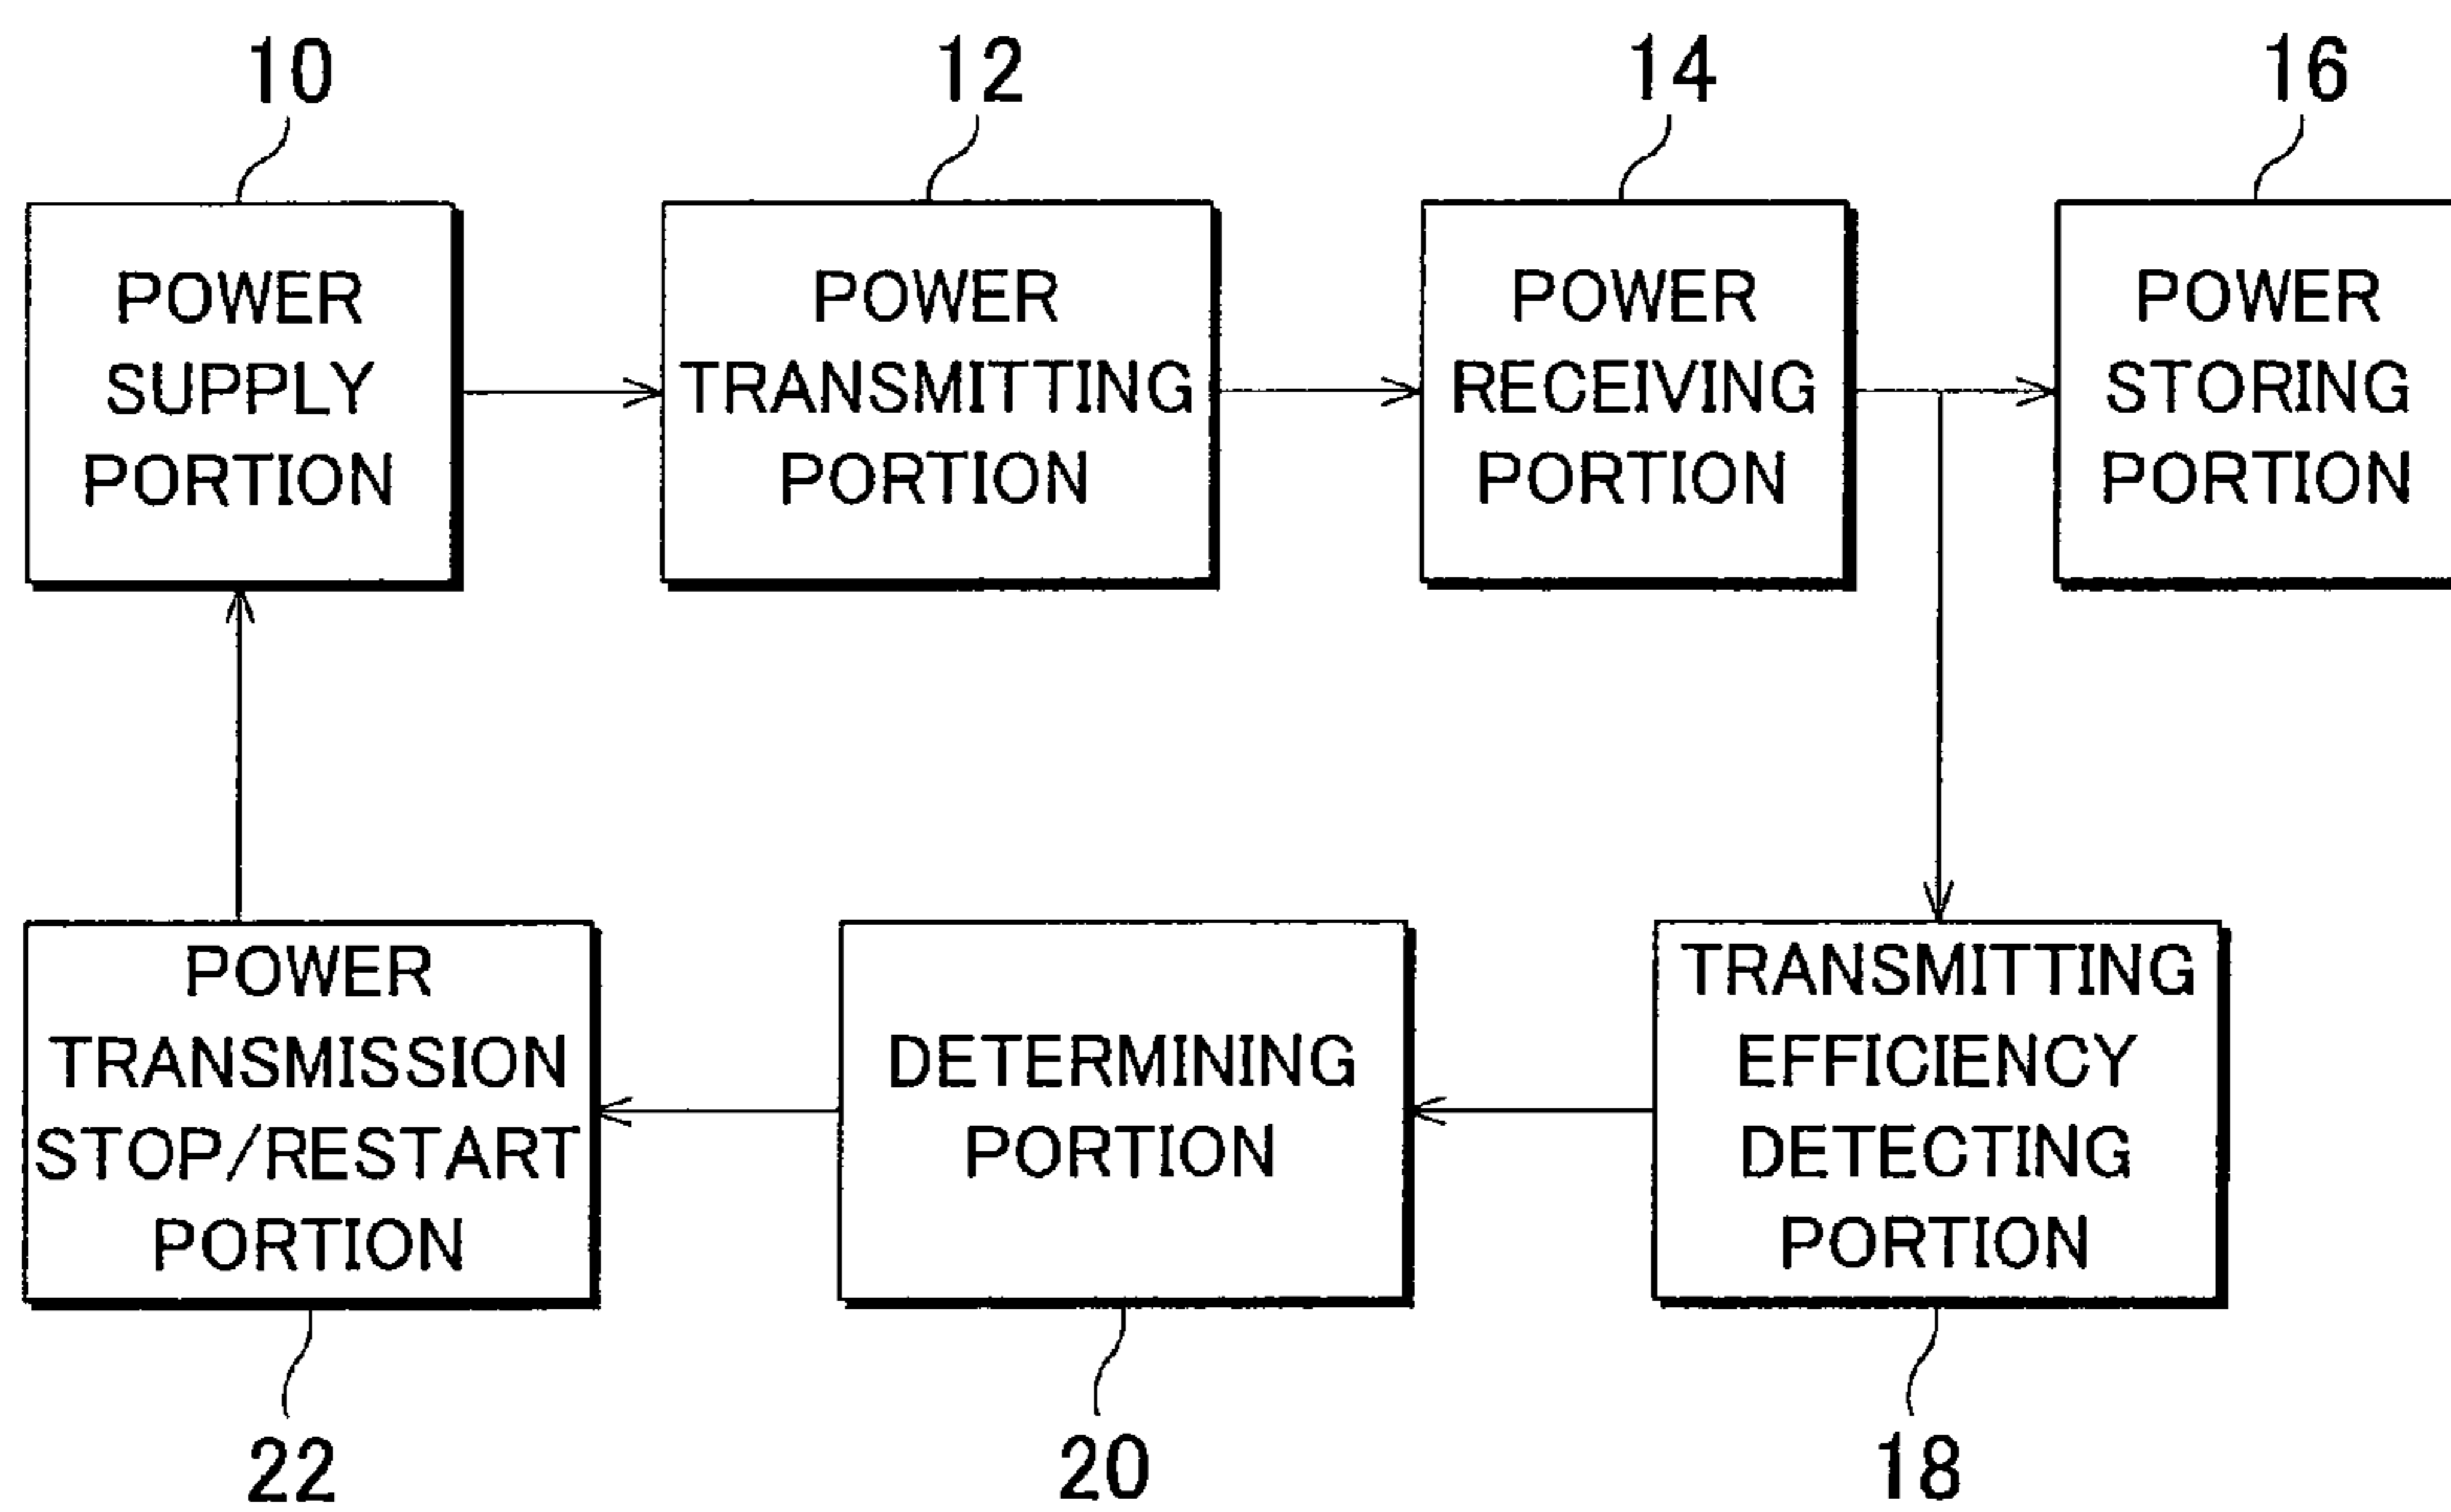 10
12
14
16
POWER
SUPPLY
PORTION
POWER
TRANSMITTING
PORTION
POWER
RECEIVING
PORTION
POWER
STORING
PORTION
POWER
TRANSMISSION
STOP/RESTART
PORTION
DETERMINING
PORTION
TRANSMITTING
EFFICIENCY
DETECTING
PORTION
22
20
18